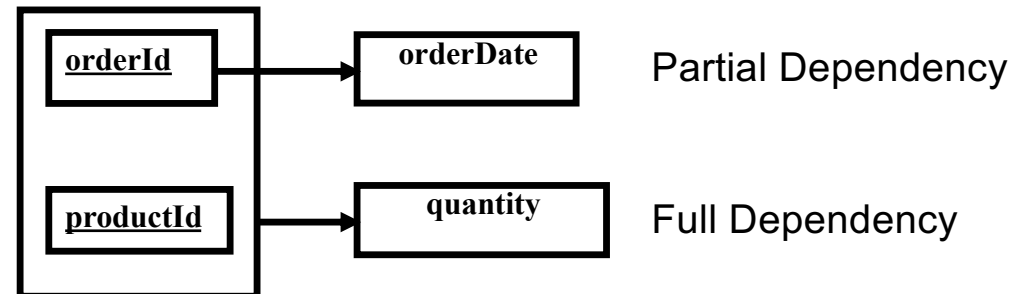 orderId
orderDate
Partial Dependency
productId
quantity
Full Dependency